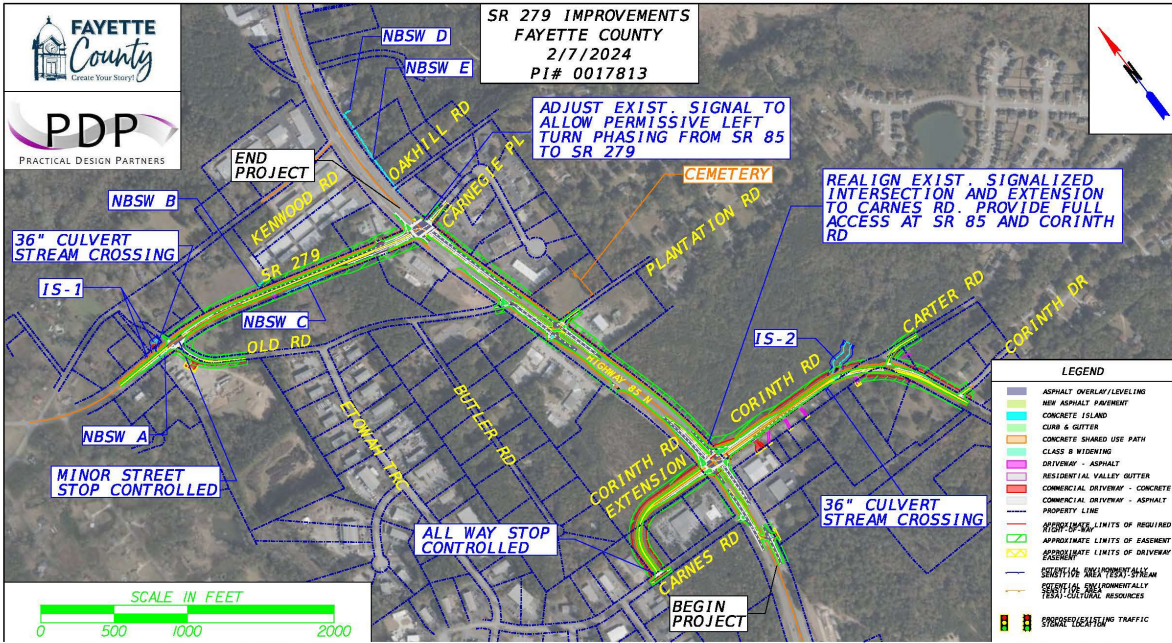 FAYETTE
County
Create Your Story!
PDP
PRACTICAL DESIGN PARTNERS
SR 279 IMPROVEMENTS
FAYETTE COUNTY
2/7/2024
PI# 0017813
N
NBSW D
NBSW E
OAKHILL RD
ADJUST EXIST. SIGNAL TO
ALLOW PERMISSIVE LEFT
TURN PHASING FROM SR 85
TO SR 279
END
PROJECT
CARNEGIE PL
CEMETERY
KENWOOD RD
NBSW B
PLANTATION RD
REALIGN EXIST. SIGNALIZED
INTERSECTION AND EXTENSION
TO CARNES RD. PROVIDE FULL
ACCESS AT SR 85 AND CORINTH
RD
36" CULVERT
STREAM CROSSING
SR 279
IS-1
NBSW C
OLD RD
CARTER RD
CORINTH DR
IS-2
HIGHWAY 85 N
CORINTH RD
BUTLER RD
ETOWAH TRC
NBSW A
MINOR STREET
STOP CONTROLLED
CORINTH RD
EXTENSION
36" CULVERT
STREAM CROSSING
ALL WAY STOP
CONTROLLED
CARNES RD
BEGIN
PROJECT
SCALE IN FEET
0 500 1000 2000
LEGEND
ASPHALT OVERLAY/LEVELING
NEW ASPHALT PAVEMENT
CONCRETE ISLAND
CURB & GUTTER
CONCRETE SHARED USE PATH
CLASS B WIDENING
DRIVEWAY - ASPHALT
RESIDENTIAL VALLEY GUTTER
COMMERCIAL DRIVEWAY - CONCRETE
COMMERCIAL DRIVEWAY - ASPHALT
PROPERTY LINE
APPROXIMATE LIMITS OF REQUIRED
RIGHT-OF-WAY
APPROXIMATE LIMITS OF EASEMENT
APPROXIMATE LIMITS OF DRIVEWAY
EASEMENT
POTENTIAL ENVIRONMENTALLY
SENSITIVE AREA (ESA)-STREAM
POTENTIAL ENVIRONMENTALLY
SENSITIVE AREA
(ESA)-CULTURAL RESOURCES
PROPOSED/EXISTING TRAFFIC
SIGNAL LOCATION